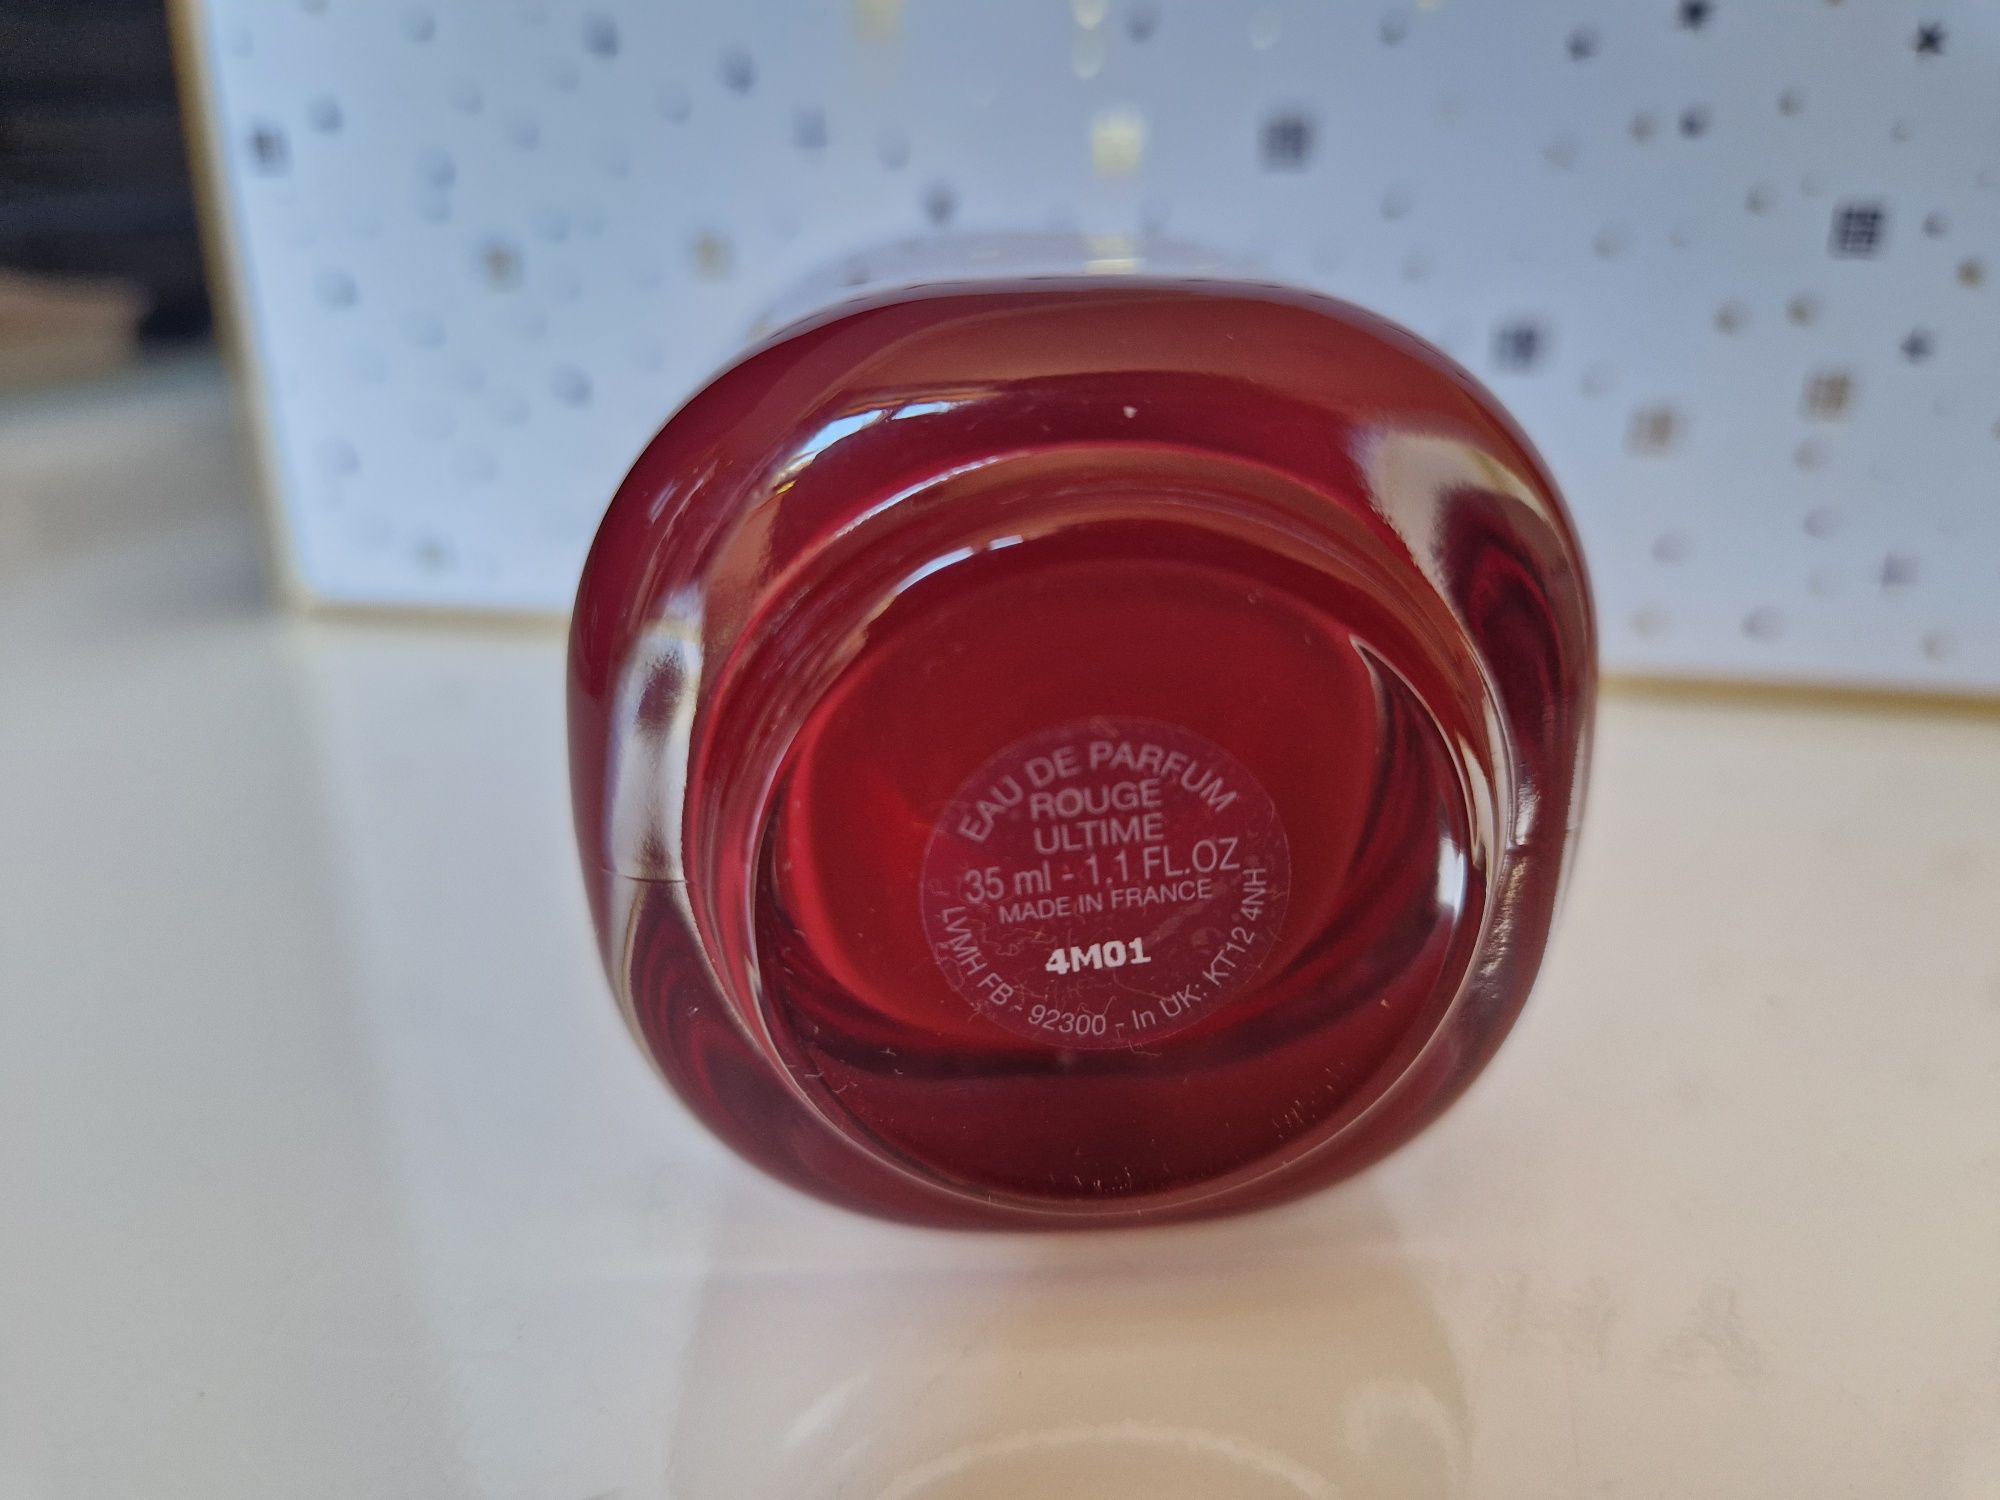 EAU DE PARFUM
ROUGE
ULTIME
35 ml - 1.1 FL.OZ
MADE IN FRANCE
4M01
LVMH FB - 92300 - In UK: KT12 4NH